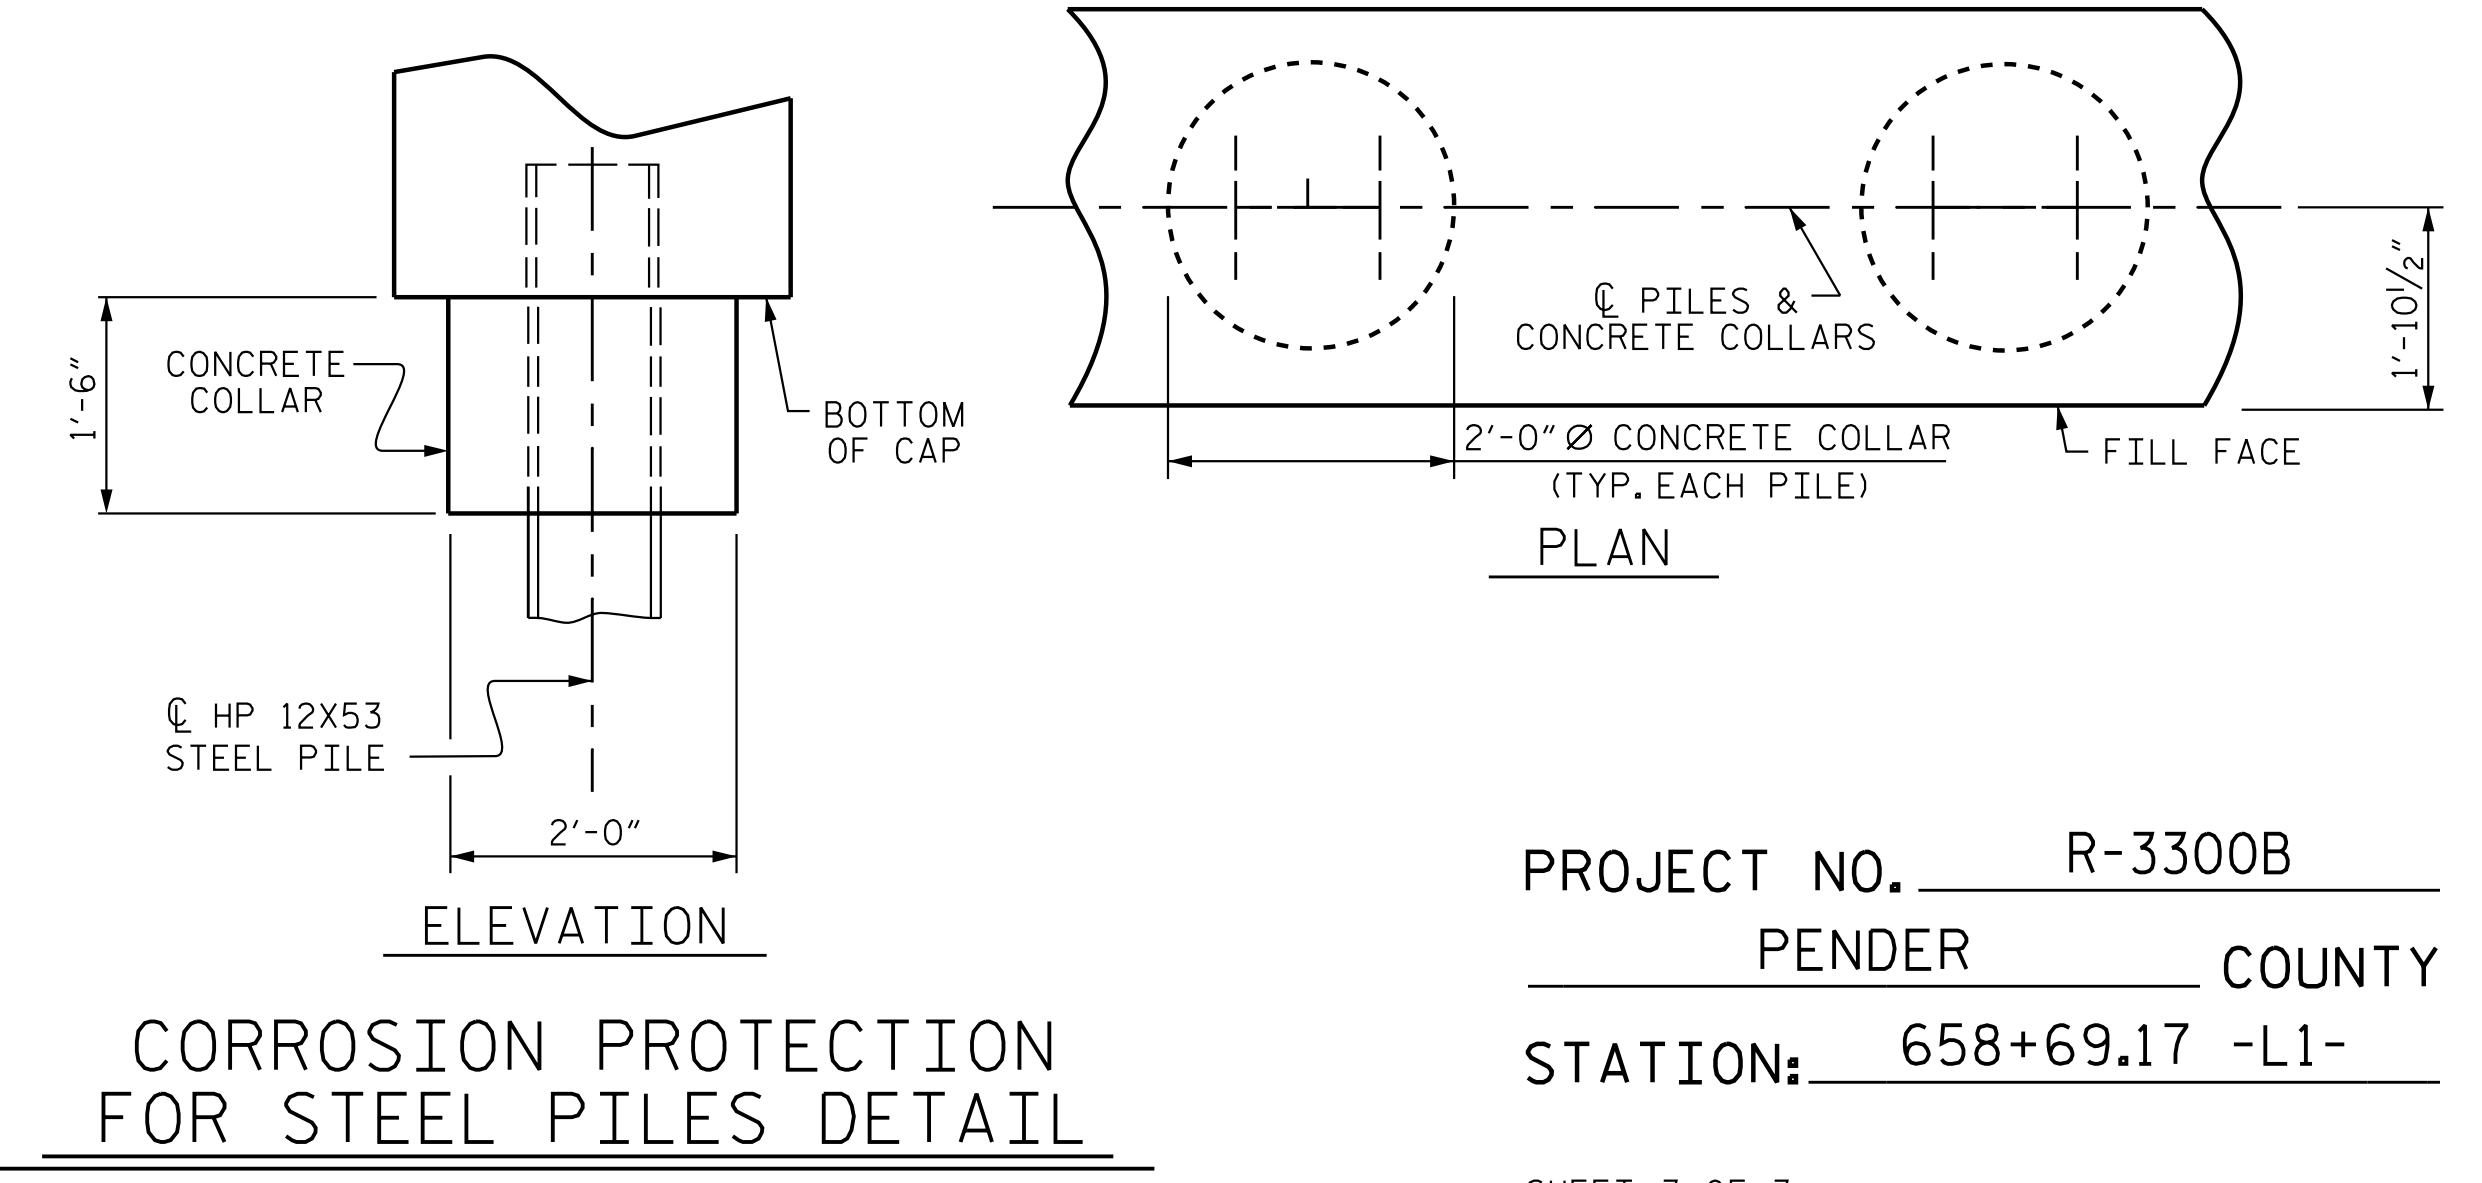 1'-6"
CONCRETE
COLLAR
BOTTOM
OF CAP
℄ HP 12X53
STEEL PILE
2'-0"
ELEVATION
CORROSION PROTECTION
FOR STEEL PILES DETAIL
℄ PILES &
CONCRETE COLLARS
1'-10 1/2"
2'-0"Ø CONCRETE COLLAR
(TYP. EACH PILE)
FILL FACE
PLAN
PROJECT NO. R-3300B
PENDER COUNTY
STATION: 658+69.17 -L1-